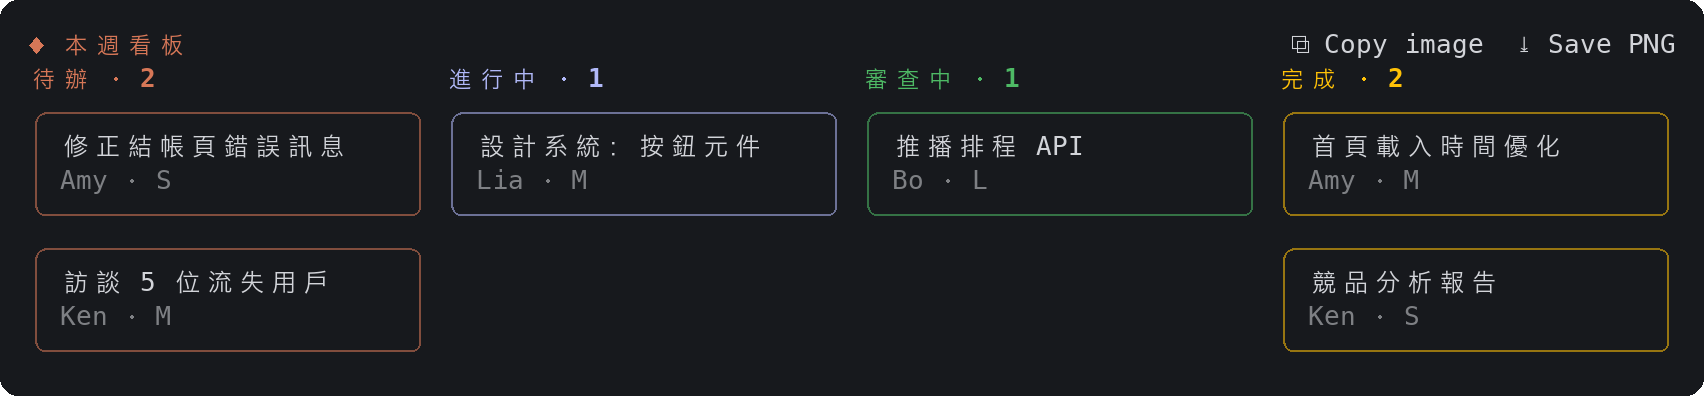 ◆ 本週看板
⧉ Copy image ⤓ Save PNG
待辦 · 2
修正結帳頁錯誤訊息
Amy · S
訪談 5 位流失用戶
Ken · M
進行中 · 1
設計系統: 按鈕元件
Lia · M
審查中 · 1
推播排程 API
Bo · L
完成 · 2
首頁載入時間優化
Amy · M
競品分析報告
Ken · S